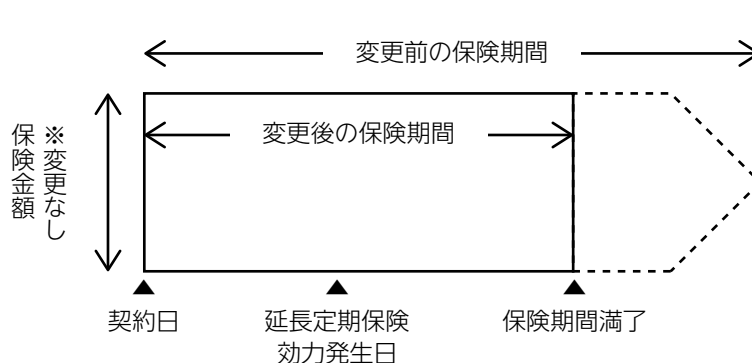 変更前の保険期間
変更後の保険期間
※変更なし
保険金額
契約日
延長定期保険
効力発生日
保険期間満了